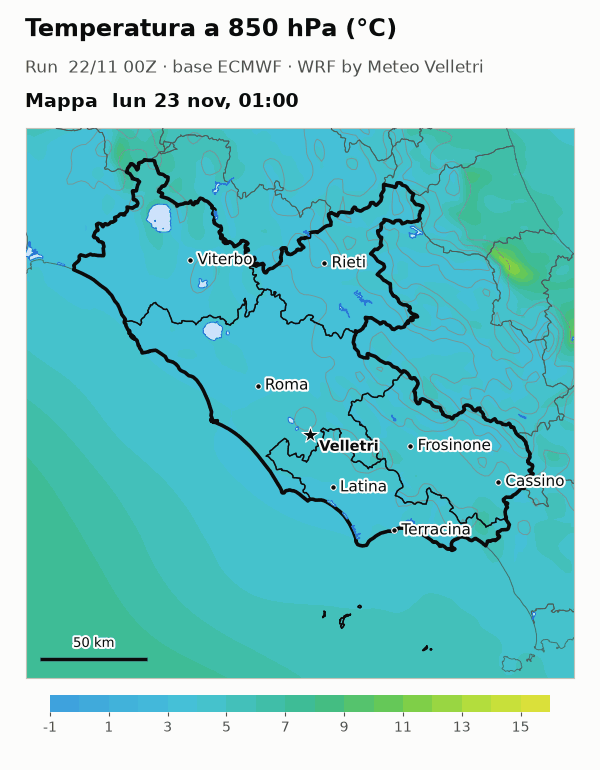 Temperatura a 850 hPa (°C)
Run  22/11 00Z · base ECMWF · WRF by Meteo Velletri
Mappa  lun 23 nov, 01:00
Viterbo
Rieti
Roma
Velletri
Frosinone
Cassino
Latina
Terracina
50 km
-1 1 3 5 7 9 11 13 15